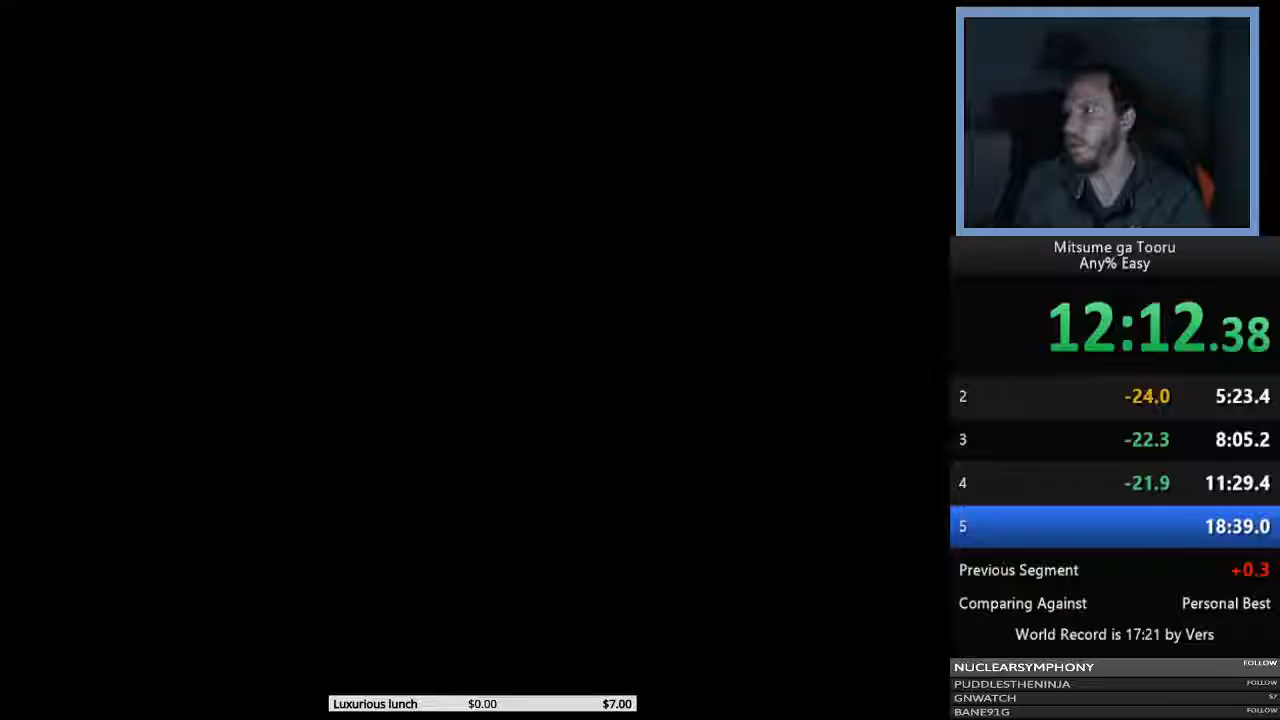 Mitsume ga Tooru
Any% Easy
12:12.38
2 -24.0 5:23.4
3 -22.3 8:05.2
4 -21.9 11:29.4
5 18:39.0
Previous Segment +0.3
Comparing Against Personal Best
World Record is 17:21 by Vers
NUCLEARSYMPHONY FOLLOW
PUDDLESTHENINJA FOLLOW
GNWATCH $7
BANE91G FOLLOW
Luxurious lunch $0.00 $7.00